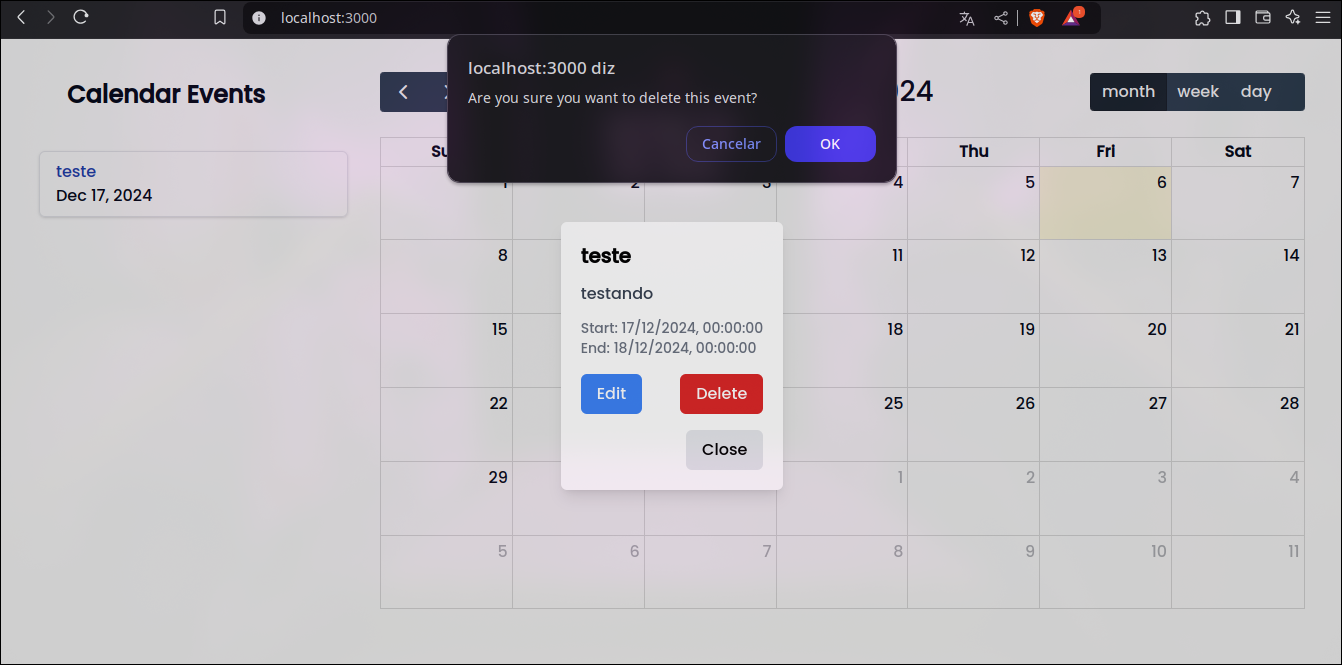 localhost:3000
1
localhost:3000 diz
Are you sure you want to delete this event?
Cancelar
OK
Calendar Events
teste
Dec 17, 2024
month
week
day
Thu
Fri
Sat
1
2
3
4
5
6
7
8
11
12
13
14
15
18
19
20
21
22
25
26
27
28
29
1
2
3
4
5
6
7
8
9
10
11
teste
testando
Start: 17/12/2024, 00:00:00
End: 18/12/2024, 00:00:00
Edit
Delete
Close